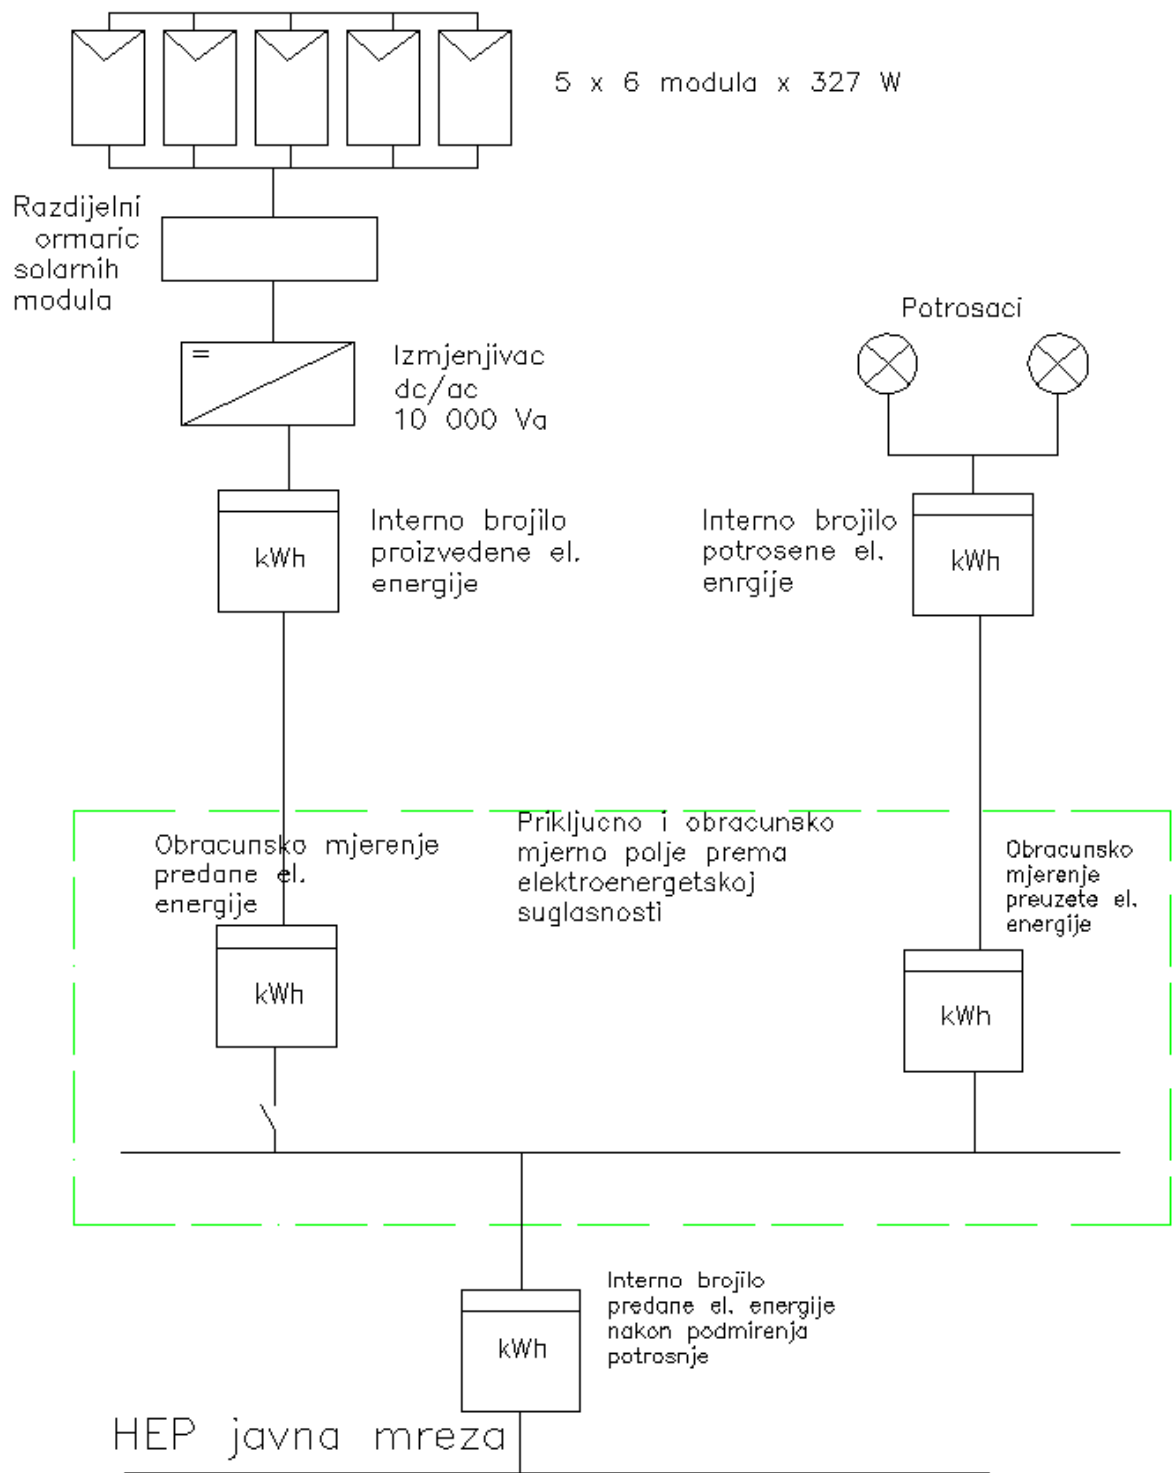 5 x 6 modula x 327 W
Razdijelni
ormaric
solarnih
modula
=
Izmjenjivac
dc/ac
10 000 Va
Potrosaci
Interno brojilo
proizvedene el.
energije
kWh
Interno brojilo
potrosene el.
enrgije
kWh
Obracunsko mjerenje
predane el.
energije
kWh
Prikljucno i obracunsko
mjerno polje prema
elektroenergetskoj
suglasnosti
Obracunsko
mjerenje
preuzete el.
energije
kWh
Interno brojilo
predane el. energije
nakon podmirenja
potrosnje
kWh
HEP javna mreza